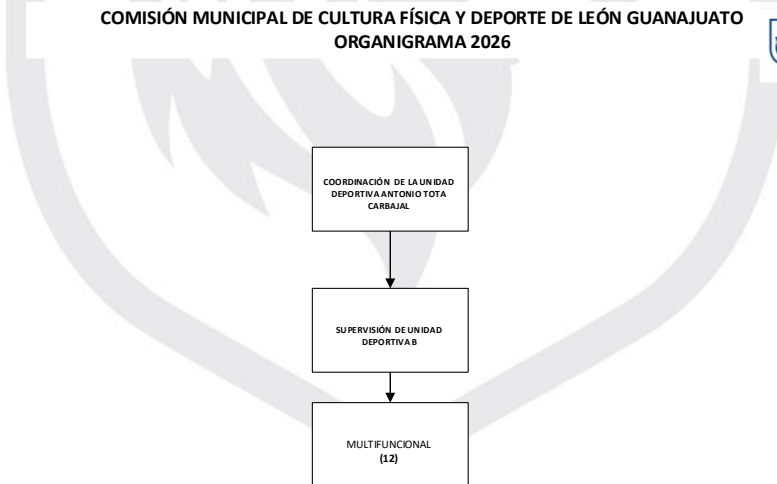 COMISIÓN MUNICIPAL DE CULTURA FÍSICA Y DEPORTE DE LEÓN GUANAJUATO
ORGANIGRAMA 2026
COORDINACIÓN DE LA UNIDAD
DEPORTIVA ANTONIO TOTA
CARBAJAL
SUPERVISIÓN DE UNIDAD
DEPORTIVA B
MULTIFUNCIONAL
(12)